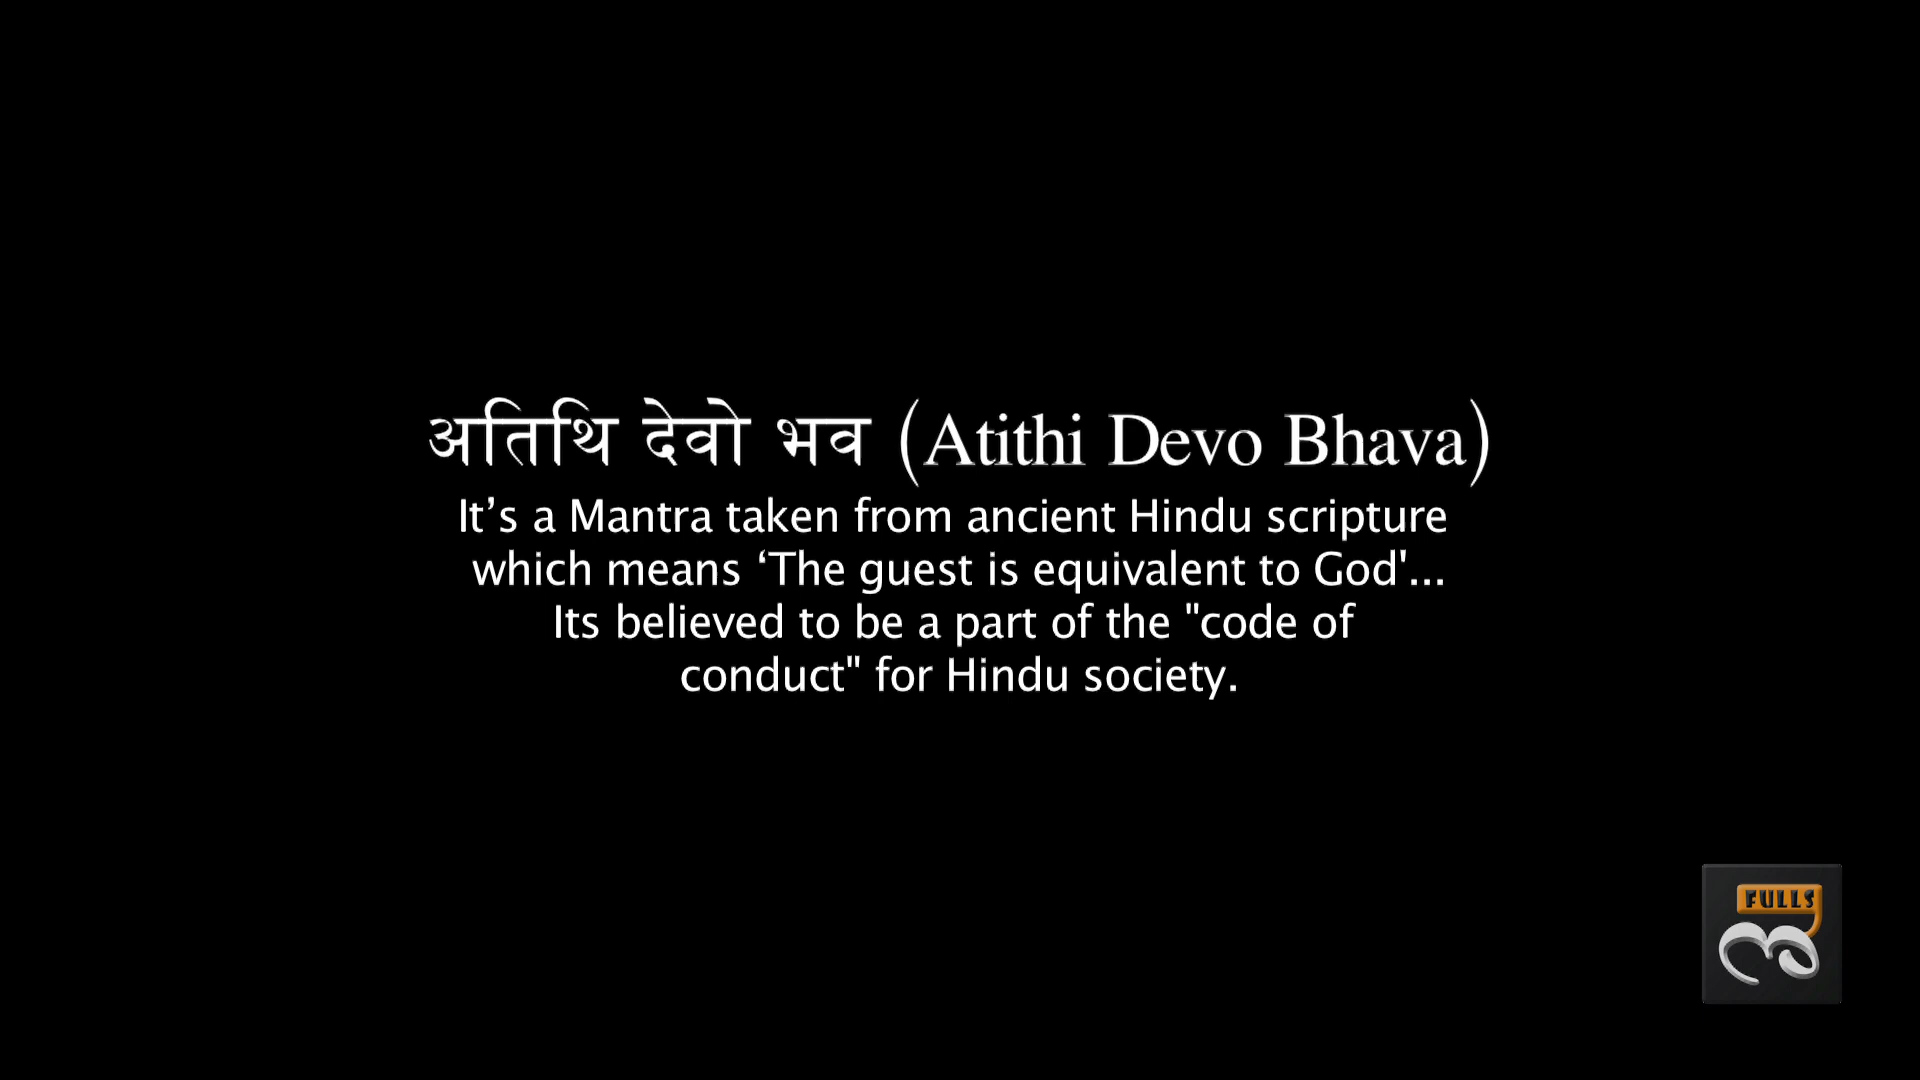 अतिथि देवो भव (Atithi Devo Bhava)
It’s a Mantra taken from ancient Hindu scripture
which means ‘The guest is equivalent to God'...
Its believed to be a part of the "code of
conduct" for Hindu society.
FULLS